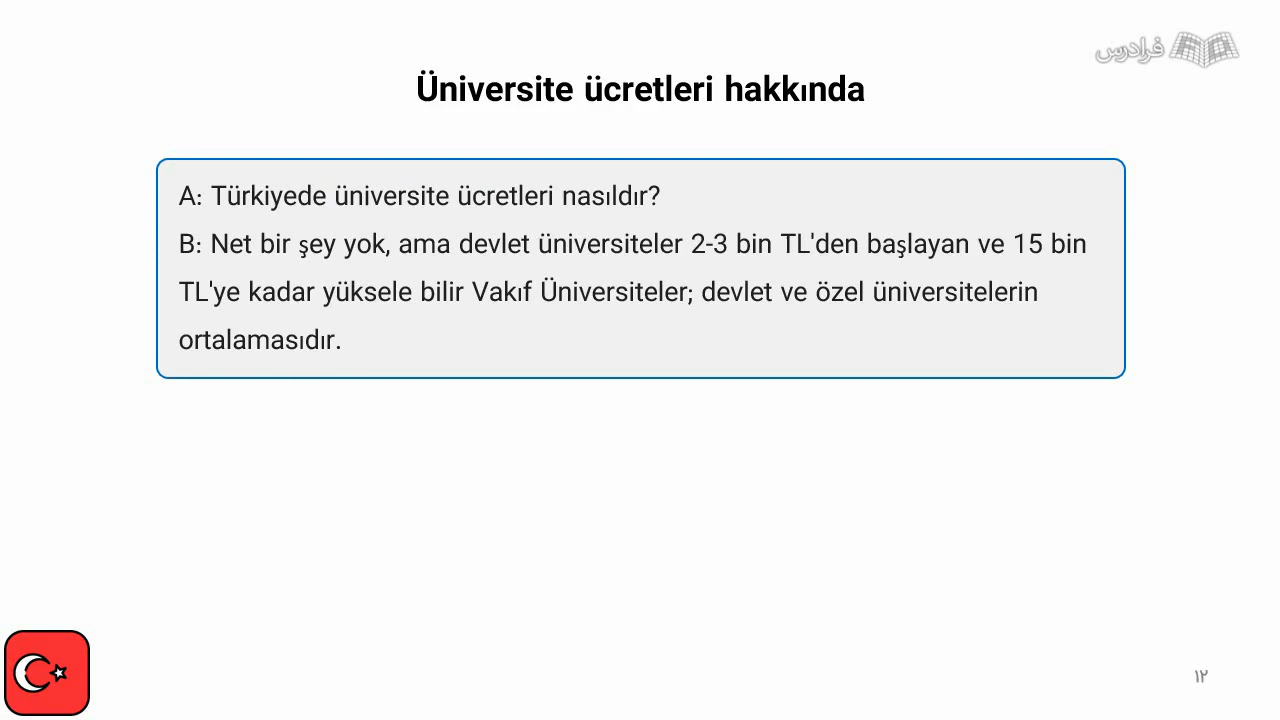 فرادرس
Üniversite ücretleri hakkında
A: Türkiyede üniversite ücretleri nasıldır?
B: Net bir şey yok, ama devlet üniversiteler 2-3 bin TL'den başlayan ve 15 bin
TL'ye kadar yüksele bilir Vakıf Üniversiteler; devlet ve özel üniversitelerin
ortalamasıdır.
۱۲